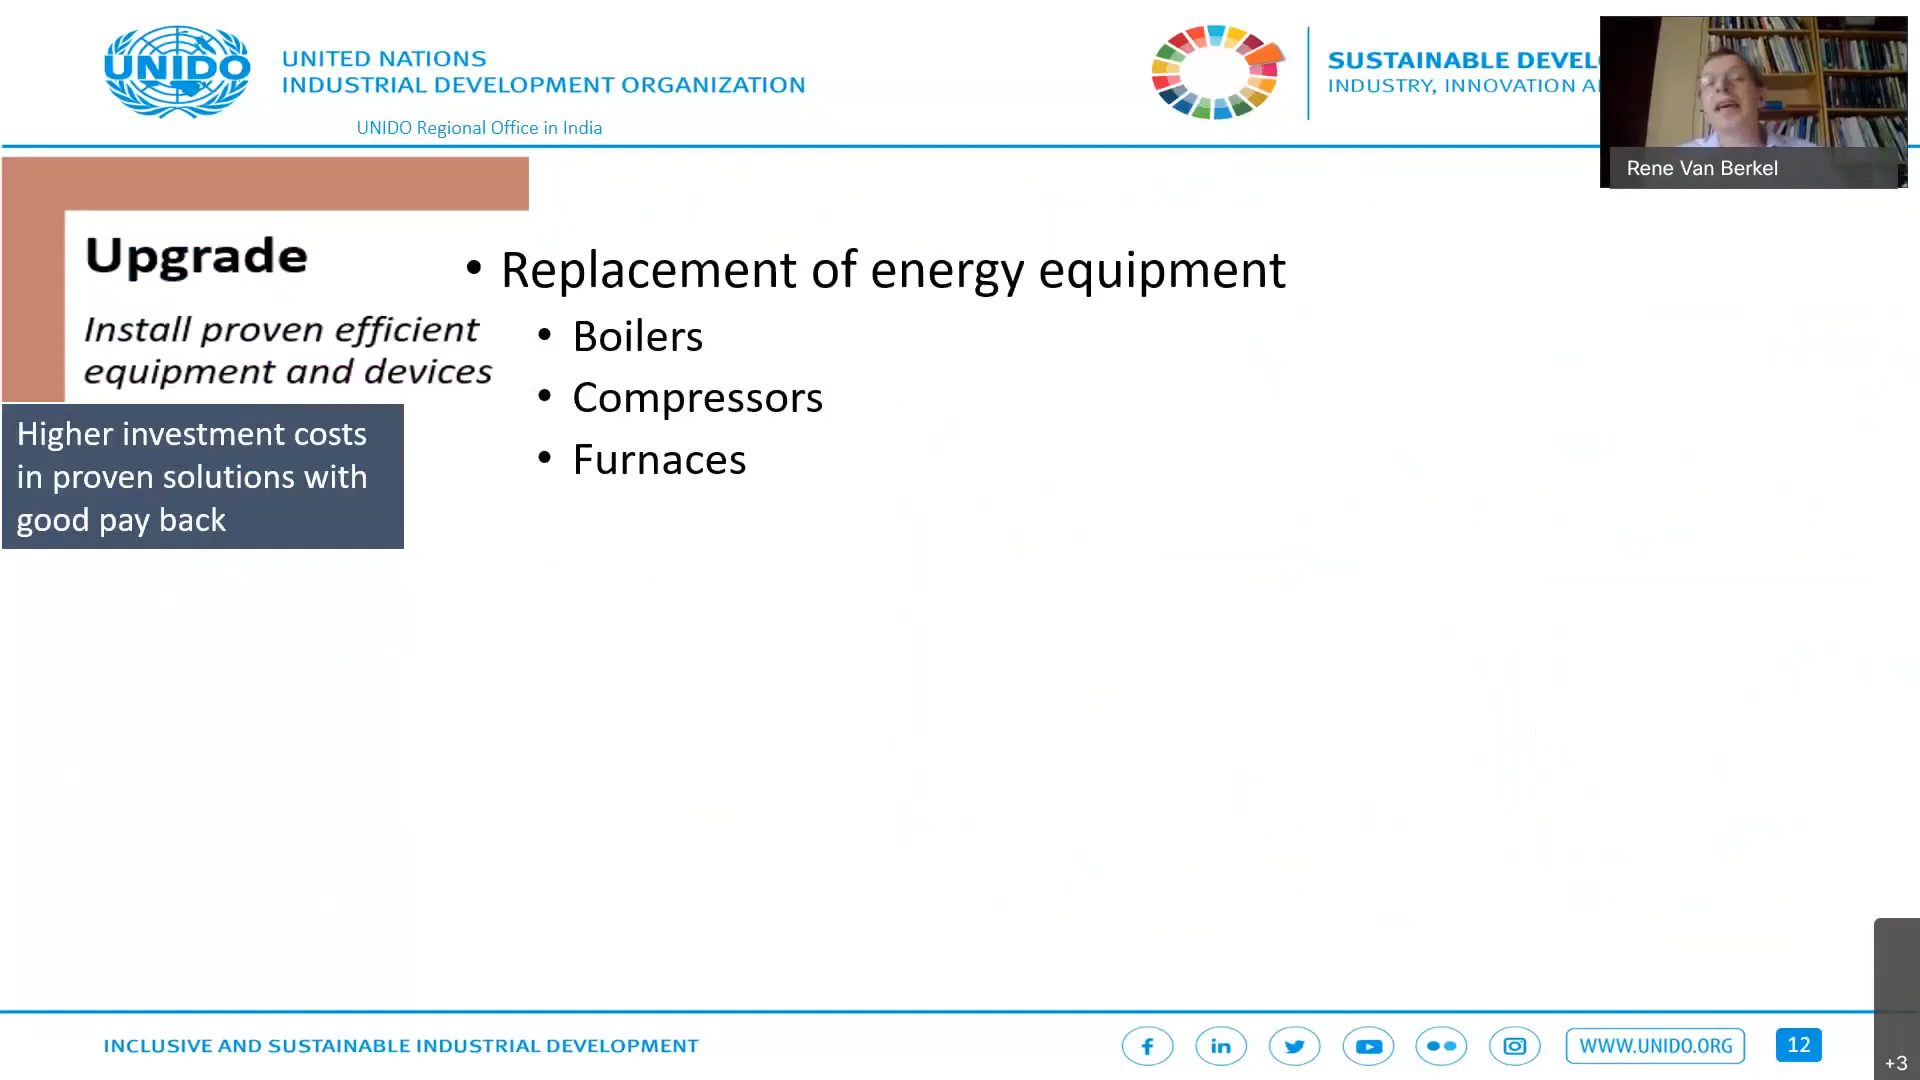 UNIDO
UNITED NATIONS
INDUSTRIAL DEVELOPMENT ORGANIZATION
UNIDO Regional Office in India
SUSTAINABLE DEVEL
INDUSTRY, INNOVATION A
Rene Van Berkel
Upgrade
Install proven efficient
equipment and devices
Higher investment costs
in proven solutions with
good pay back
• Replacement of energy equipment
• Boilers
• Compressors
• Furnaces
INCLUSIVE AND SUSTAINABLE INDUSTRIAL DEVELOPMENT
WWW.UNIDO.ORG
12
+3